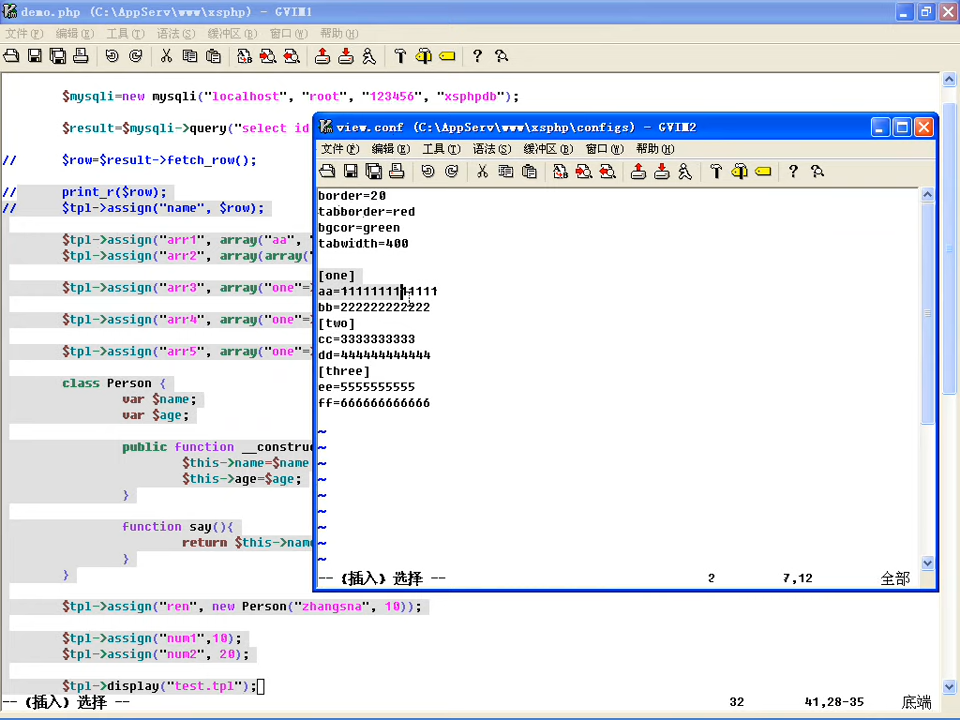 demo.php (C:\AppServ\www\xsphp) - GVIM1
文件(F) 编辑(E) 工具(T) 语法(S) 缓冲区(B) 窗口(W) 帮助(H)
$mysqli=new mysqli("localhost", "root", "123456", "xsphpdb");
$result=$mysqli->query("select id
// $row=$result->fetch_row();
// print_r($row);
// $tpl->assign("name", $row);
$tpl->assign("arr1", array("aa", "
$tpl->assign("arr2", array(array(
$tpl->assign("arr3", array("one"=
$tpl->assign("arr4", array("one"=
$tpl->assign("arr5", array("one"=
class Person {
var $name;
var $age;
public function __constru
$this->name=$name
$this->age=$age;
}
function say(){
return $this->nam
}
}
$tpl->assign("ren", new Person("zhangsna", 10));
$tpl->assign("num1",10);
$tpl->assign("num2", 20);
$tpl->display("test.tpl");
-- (插入) 选择 -- 32 41,28-35 底端
view.conf (C:\AppServ\www\xsphp\configs) - GVIM2
文件(F) 编辑(E) 工具(T) 语法(S) 缓冲区(B) 窗口(W) 帮助(H)
border=20
tabborder=red
bgcor=green
tabwidth=400
[one]
bb=222222222222
[two]
cc=3333333333
dd=444444444444
[three]
ee=5555555555
ff=666666666666
~
~
~
~
~
~
~
~
~
-- (插入) 选择 -- 2 7,12 全部